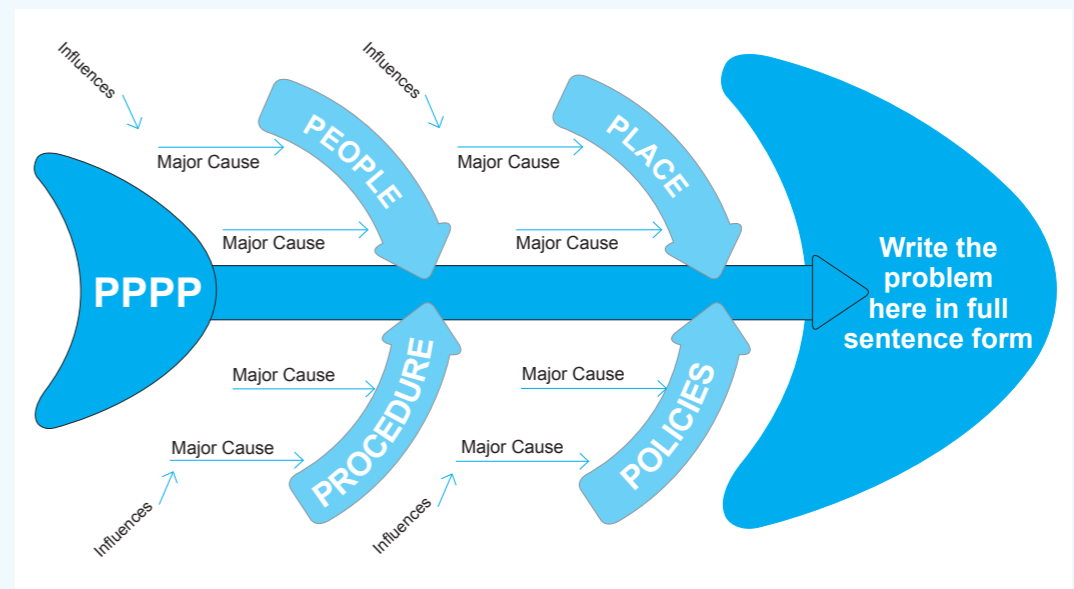 Influences
Major Cause
PEOPLE
Major Cause
Influences
Major Cause
PLACE
Major Cause
PPPP
Write the
problem
here in full
sentence form
Major Cause
PROCEDURE
Major Cause
Influences
Major Cause
POLICIES
Major Cause
Influences